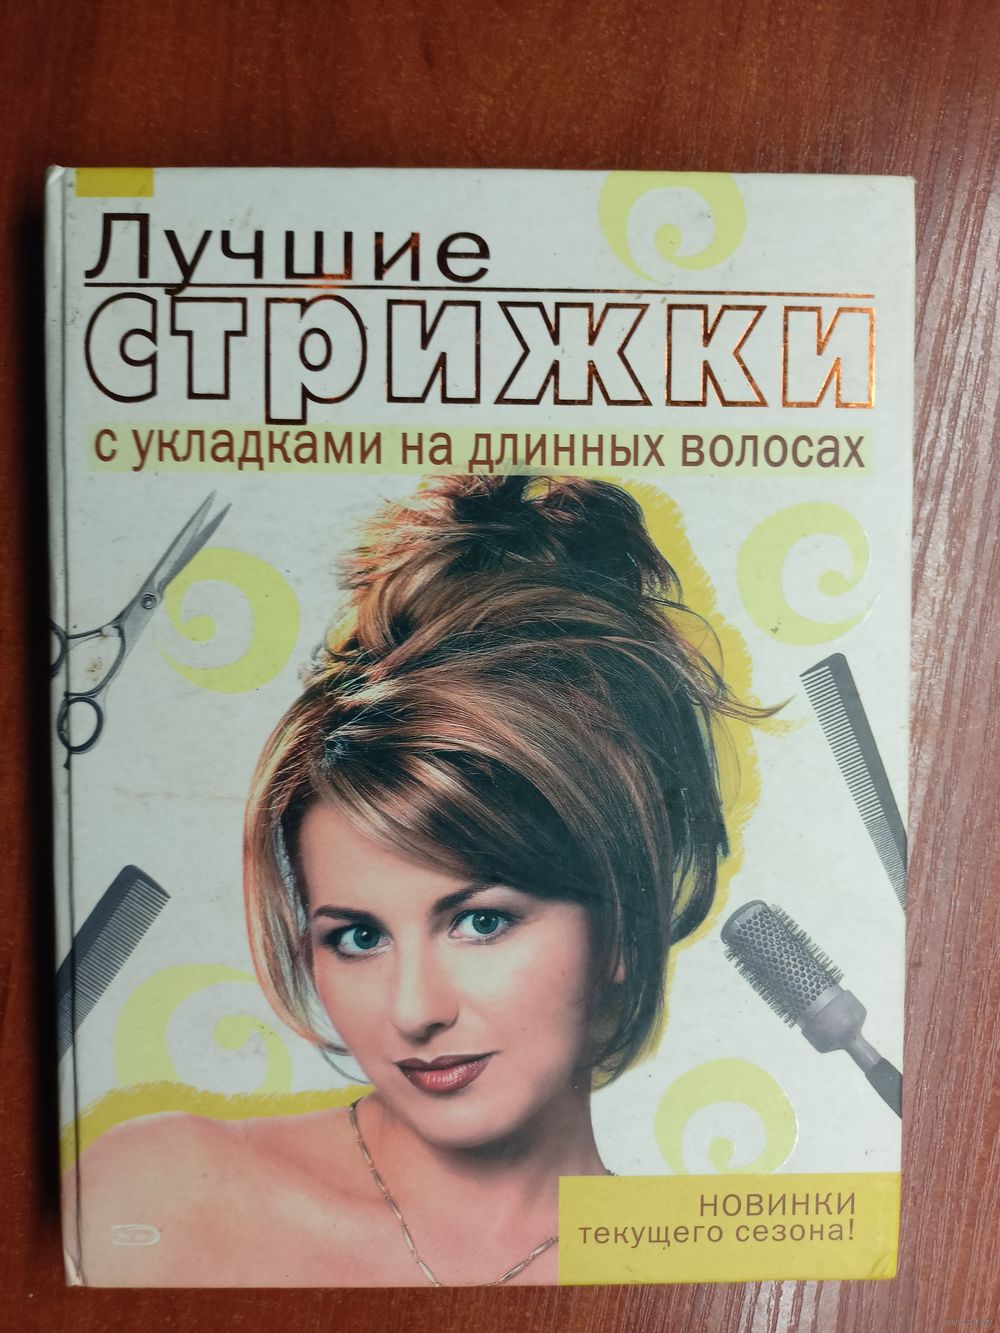 Лучшие
стрижки
с укладками на длинных волосах
НОВИНКИ
текущего сезона!